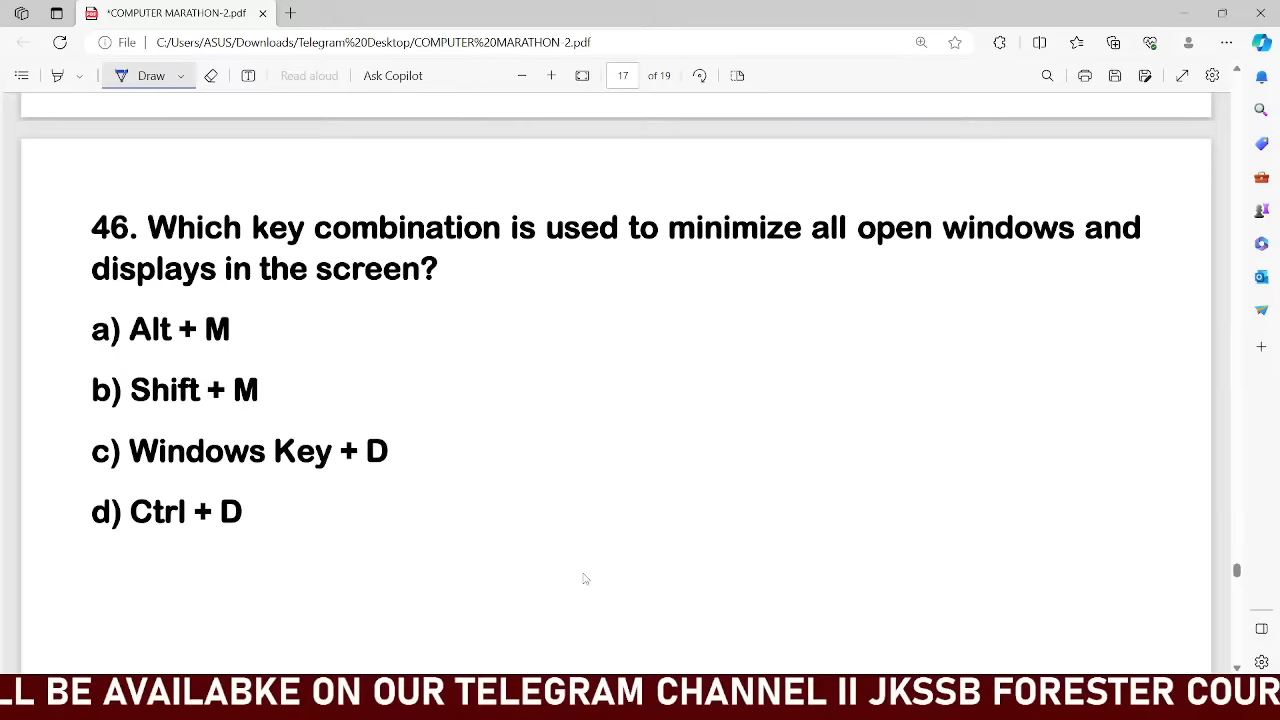 *COMPUTER MARATHON-2.pdf
File C:/Users/ASUS/Downloads/Telegram%20Desktop/COMPUTER%20MARATHON-2.pdf
Draw Read aloud Ask Copilot 17 of 19
46. Which key combination is used to minimize all open windows and
displays in the screen?
a) Alt + M
b) Shift + M
c) Windows Key + D
d) Ctrl + D
LL BE AVAILABKE ON OUR TELEGRAM CHANNEL II JKSSB FORESTER COUR